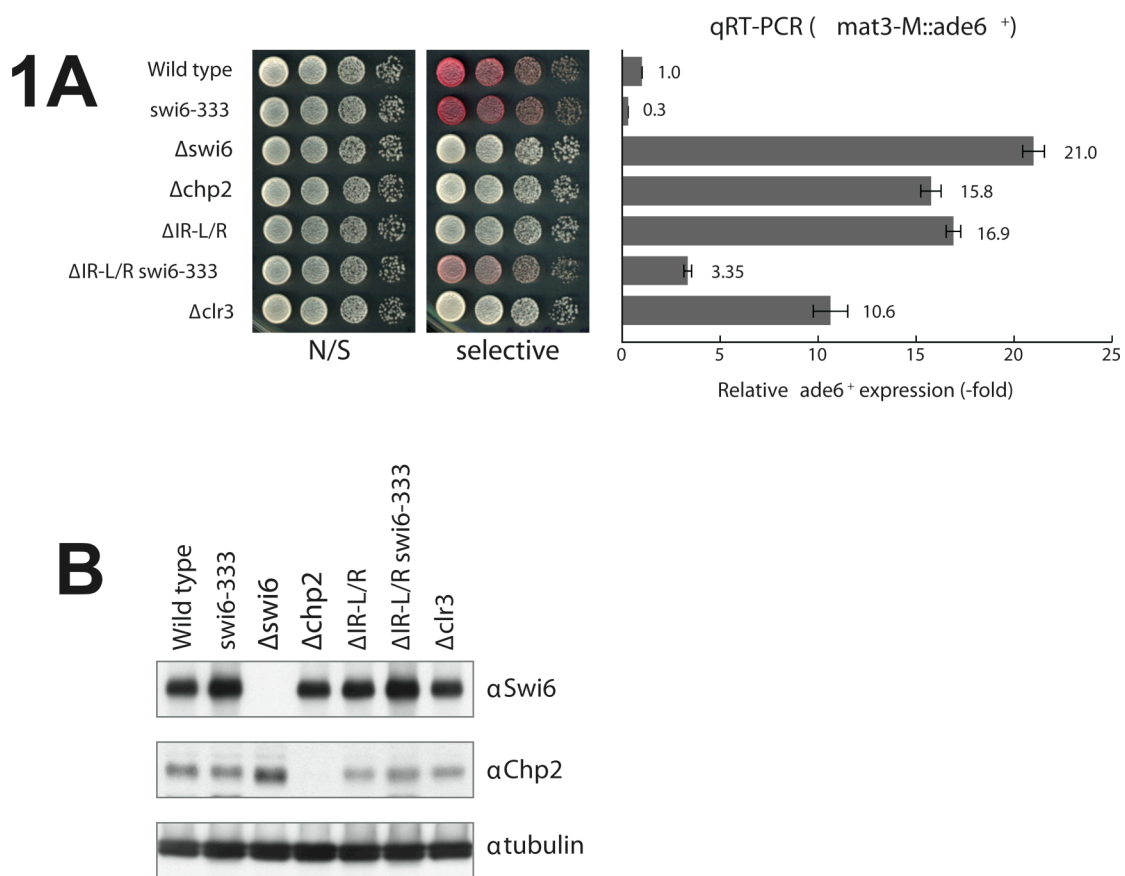 1A
qRT-PCR ( mat3-M::ade6 +)
Wild type
swi6-333
Δswi6
Δchp2
ΔIR-L/R
ΔIR-L/R swi6-333
Δclr3
N/S
selective
1.0
0.3
21.0
15.8
16.9
3.35
10.6
0 5 10 15 20 25
Relative ade6 + expression (-fold)
B
Wild type
swi6-333
Δswi6
Δchp2
ΔIR-L/R
ΔIR-L/R swi6-333
Δclr3
αSwi6
αChp2
αtubulin